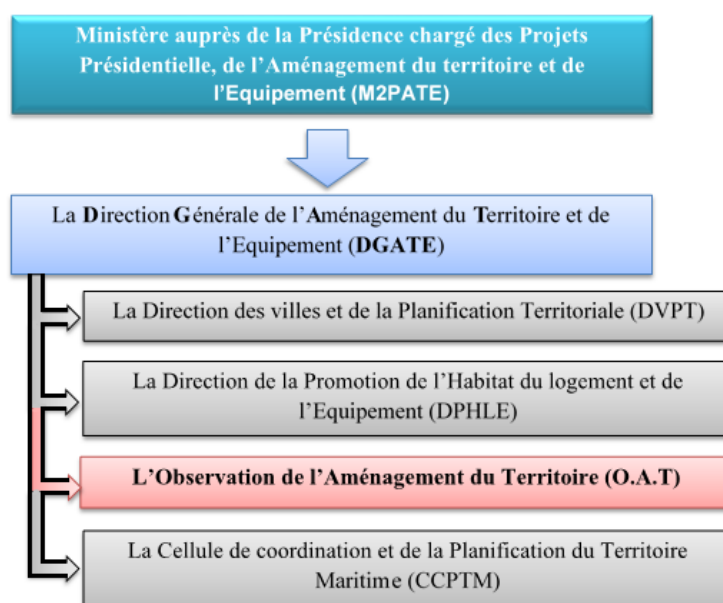 Ministère auprès de la Présidence chargé des Projets
Présidentielle, de l’Aménagement du territoire et de
l’Equipement (M2PATE)
La Direction Générale de l’Aménagement du Territoire et de
l’Equipement (DGATE)
La Direction des villes et de la Planification Territoriale (DVPT)
La Direction de la Promotion de l’Habitat du logement et de
l’Equipement (DPHLE)
L’Observation de l’Aménagement du Territoire (O.A.T)
La Cellule de coordination et de la Planification du Territoire
Maritime (CCPTM)